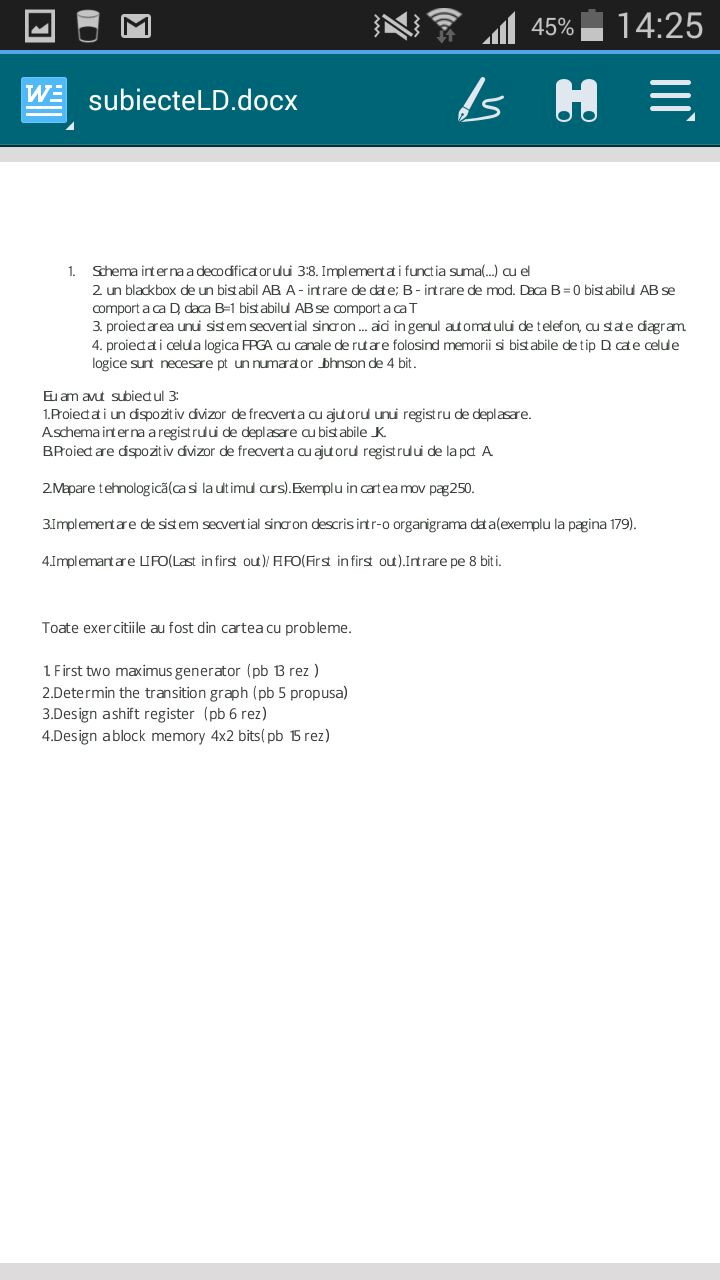 45% 14:25
subiecteLD.docx
1. Schema interna a decodificatorului 3:8. Implementati functia suma(...) cu el
2. un blackbox de un bistabil AB. A - intrare de date; B - intrare de mod. Daca B = 0 bistabilul AB se
comporta ca D, daca B=1 bistabilul AB se comporta ca T
3. proiectarea unui sistem secvential sincron ... aici in genul automatului de telefon, cu state diagram.
4. proiectati celula logica FPGA cu canale de rutare folosind memorii si bistabile de tip D. cate celule
logice sunt necesare pt un numarator Johnson de 4 bit.
Eu am avut subiectul 3:
1.Proiectati un dispozitiv divizor de frecventa cu ajutorul unui registru de deplasare.
A.schema interna a registrului de deplasare cu bistabile JK.
B.Proiectare dispozitiv divizor de frecventa cu ajutorul registrului de la pct A.
2.Mapare tehnologică(ca si la ultimul curs).Exemplu in cartea mov pag250.
3.Implementare de sistem secvential sincron descris intr-o organigrama data(exemplu la pagina 179).
4.Implemantare LIFO(Last in first out)/ FIFO(First in first out).Intrare pe 8 biti.
Toate exercitiile au fost din cartea cu probleme.
1. First two maximus generator (pb 13 rez )
2.Determin the transition graph (pb 5 propusa)
3.Design a shift register (pb 6 rez)
4.Design a block memory 4x2 bits(pb 15 rez)